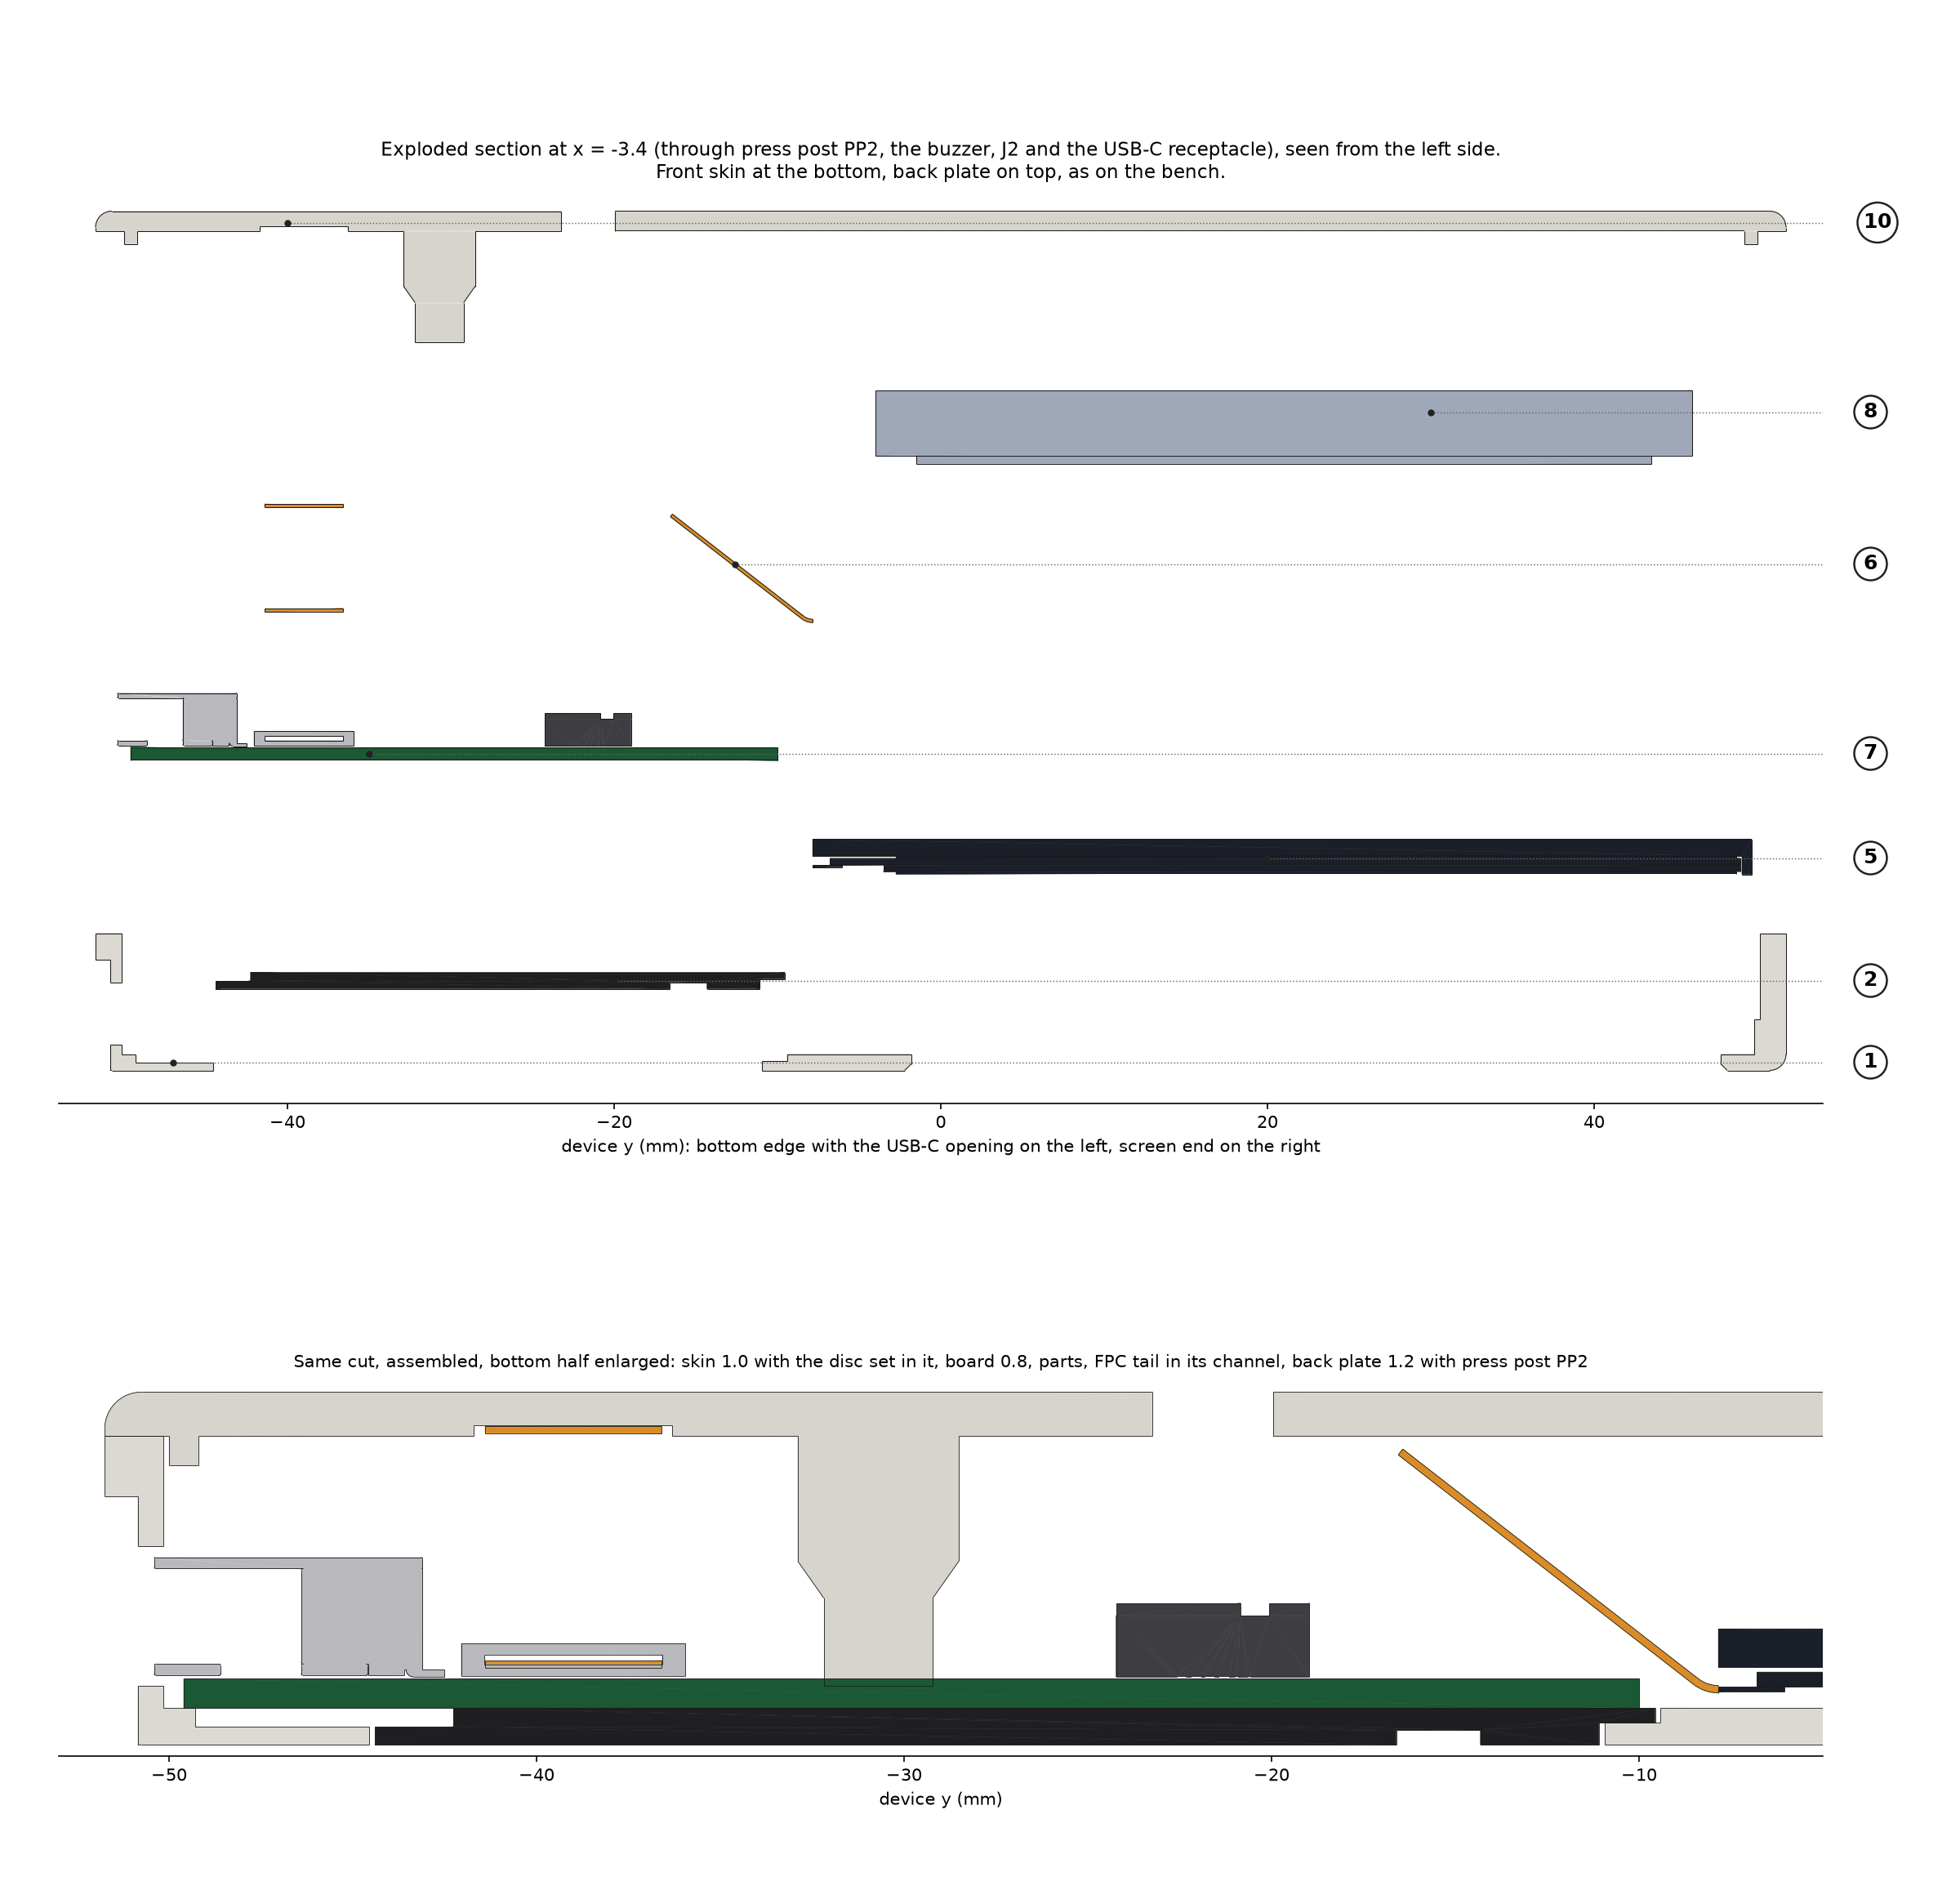 Exploded section at x = -3.4 (through press post PP2, the buzzer, J2 and the USB-C receptacle), seen from the left side.
Front skin at the bottom, back plate on top, as on the bench.
10
8
6
7
5
2
1
−40 −20 0 20 40
device y (mm): bottom edge with the USB-C opening on the left, screen end on the right
Same cut, assembled, bottom half enlarged: skin 1.0 with the disc set in it, board 0.8, parts, FPC tail in its channel, back plate 1.2 with press post PP2
−50 −40 −30 −20 −10
device y (mm)